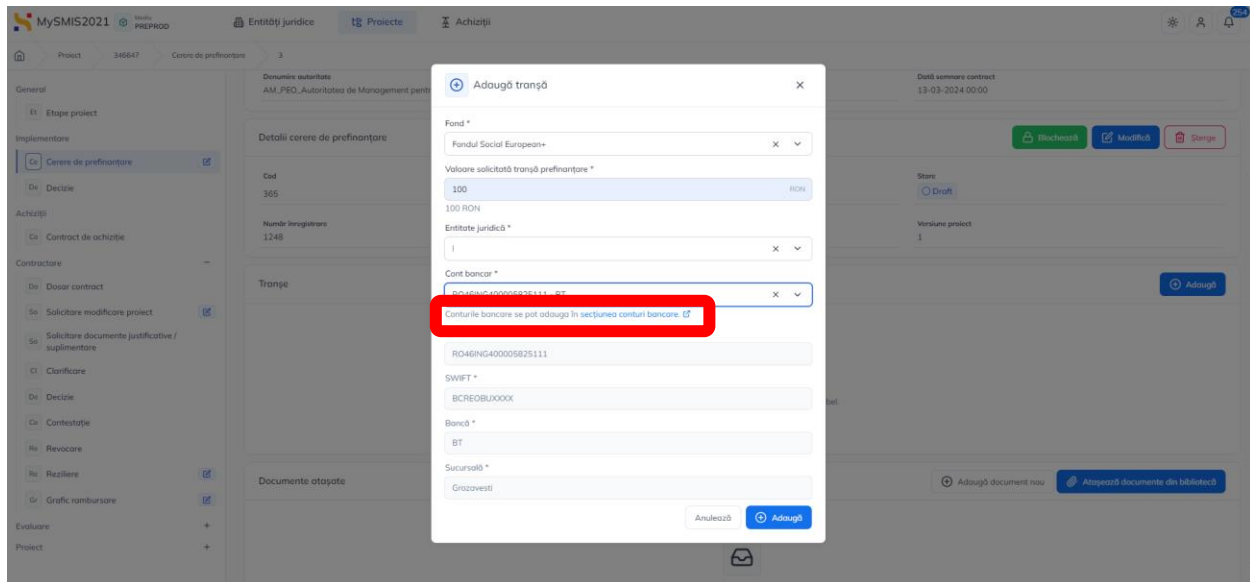 MySMIS2021
Mediu
PREPROD
Entități juridice
Proiecte
Achiziții
254
Proiect
346647
Cerere de prefinanțare
3
General
Et Etape proiect
Implementare
Ce Cerere de prefinanțare
De Decizie
Achiziții
Co Contract de achiziție
Contractare
Do Dosar contract
So Solicitare modificare proiect
So Solicitare documente justificative /
suplimentare
Cl Clarificare
De Decizie
Co Contestație
Re Revocare
Re Reziliere
Gr Grafic rambursare
Evaluare
Proiect
Denumire autoritate
AM_PEO_Autoritatea de Management pentr
Dată semnare contract
13-03-2024 00:00
Detalii cerere de prefinanțare
Blochează
Modifică
Șterge
Cod
365
Stare
Draft
Număr înregistrare
1248
Versiune proiect
1
Tranșe
Adaugă
bel.
Documente atașate
Adaugă document nou
Atașează documente din bibliotecă
Adaugă tranșă
Fond *
Fondul Social European+
Valoare solicitată tranșă prefinanțare *
100
RON
100 RON
Entitate juridică *
I
Cont bancar *
RO46ING400005825111 - BT
Conturile bancare se pot adauga în secțiunea conturi bancare.
RO46ING400005825111
SWIFT *
BCREOBUXXXX
Bancă *
BT
Sucursală *
Grozavesti
Anulează
Adaugă